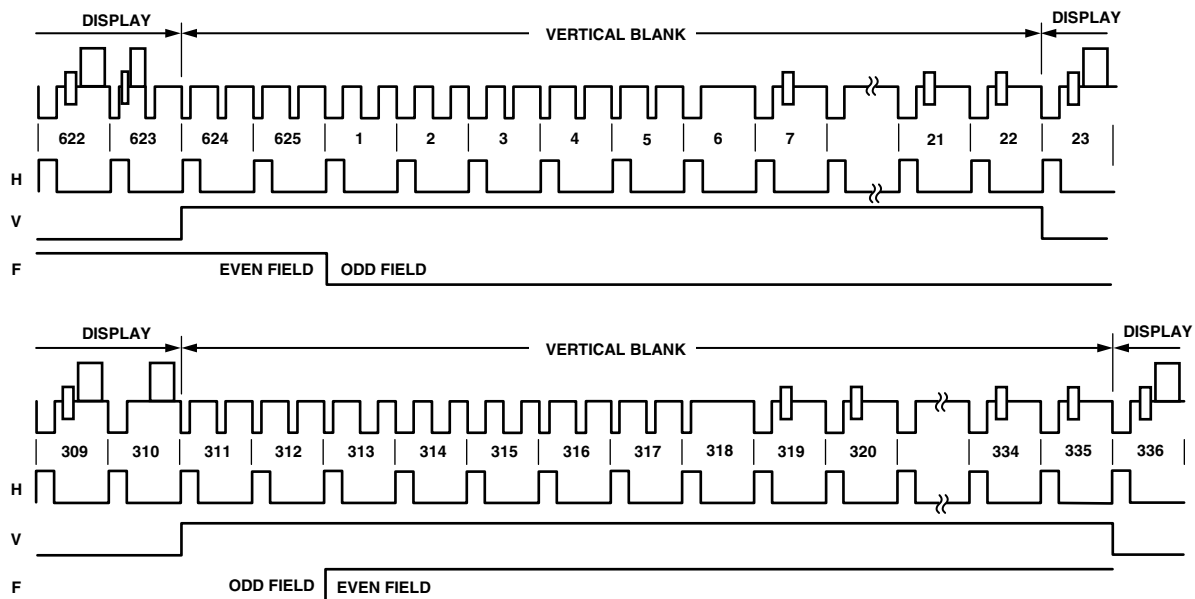 DISPLAY VERTICAL BLANK DISPLAY
622 623 624 625 1 2 3 4 5 6 7 21 22 23
H
V
F EVEN FIELD ODD FIELD
DISPLAY VERTICAL BLANK DISPLAY
309 310 311 312 313 314 315 316 317 318 319 320 334 335 336
H
V
F ODD FIELD EVEN FIELD